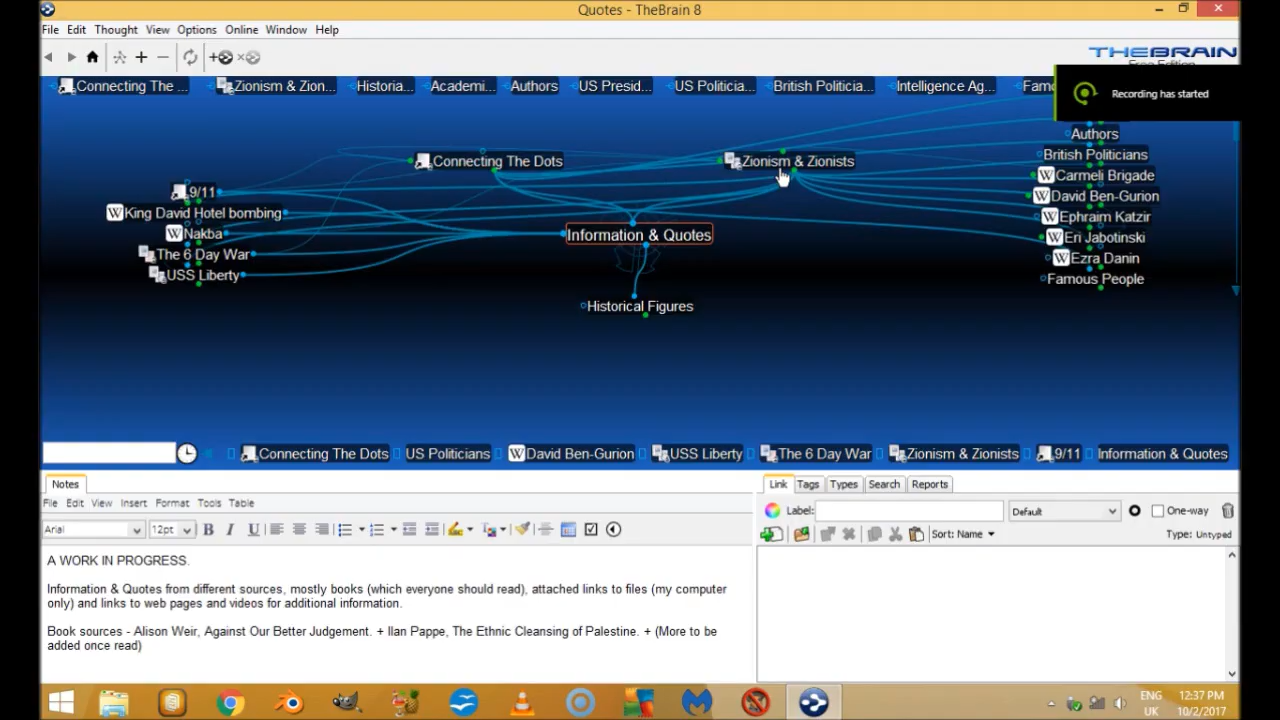 Quotes - TheBrain 8
File Edit Thought View Options Online Window Help
THEBRAIN
Free Edition
Connecting The ... Zionism & Zion... Historia... Academi... Authors US Presid... US Politicia... British Politicia... Intelligence Ag... Famo
Recording has started
Authors
Connecting The Dots
Zionism & Zionists
British Politicians
Carmeli Brigade
9/11
David Ben-Gurion
King David Hotel bombing
Ephraim Katzir
Nakba
Information & Quotes
Eri Jabotinski
The 6 Day War
Ezra Danin
USS Liberty
Famous People
Historical Figures
Connecting The Dots US Politicians David Ben-Gurion USS Liberty The 6 Day War Zionism & Zionists 9/11 Information & Quotes
Notes
File Edit View Insert Format Tools Table
Arial 12pt B I U
A WORK IN PROGRESS.
Information & Quotes from different sources, mostly books (which everyone should read), attached links to files (my computer
only) and links to web pages and videos for additional information.
Book sources - Alison Weir, Against Our Better Judgement. + Ilan Pappe, The Ethnic Cleansing of Palestine. + (More to be
added once read)
Link Tags Types Search Reports
Label: Default One-way
Sort: Name Type: Untyped
ENG 12:37 PM
UK 10/2/2017